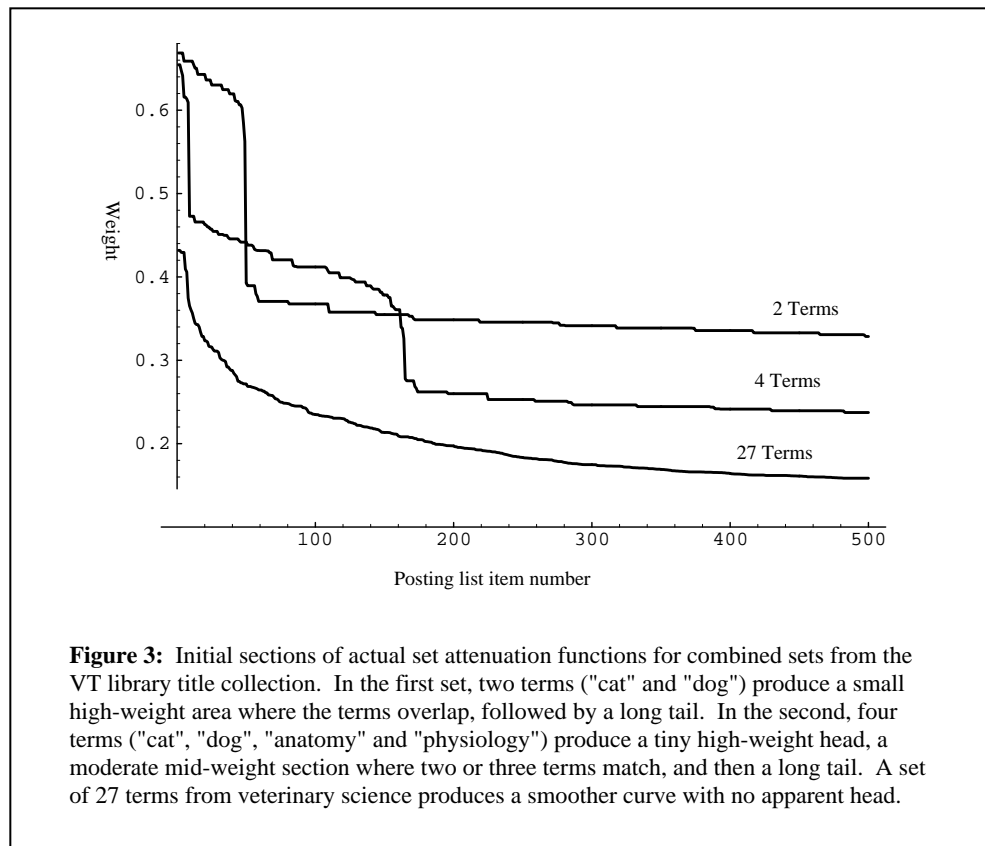 0.6
0.5
Weight
0.4
2 Terms
0.3
4 Terms
0.2
27 Terms
100 200 300 400 500
Posting list item number
Figure 3: Initial sections of actual set attenuation functions for combined sets from the
VT library title collection. In the first set, two terms ("cat" and "dog") produce a small
high-weight area where the terms overlap, followed by a long tail. In the second, four
terms ("cat", "dog", "anatomy" and "physiology") produce a tiny high-weight head, a
moderate mid-weight section where two or three terms match, and then a long tail. A set
of 27 terms from veterinary science produces a smoother curve with no apparent head.